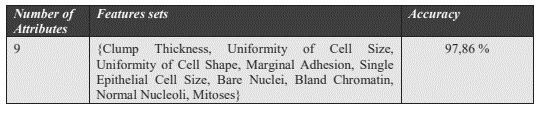 Number of Attributes
Features sets
Accuracy
9
{Clump Thickness, Uniformity of Cell Size,
Uniformity of Cell Shape, Marginal Adhesion, Single
Epithelial Cell Size, Bare Nuclei, Bland Chromatin,
Normal Nucleoli, Mitoses}
97,86 %